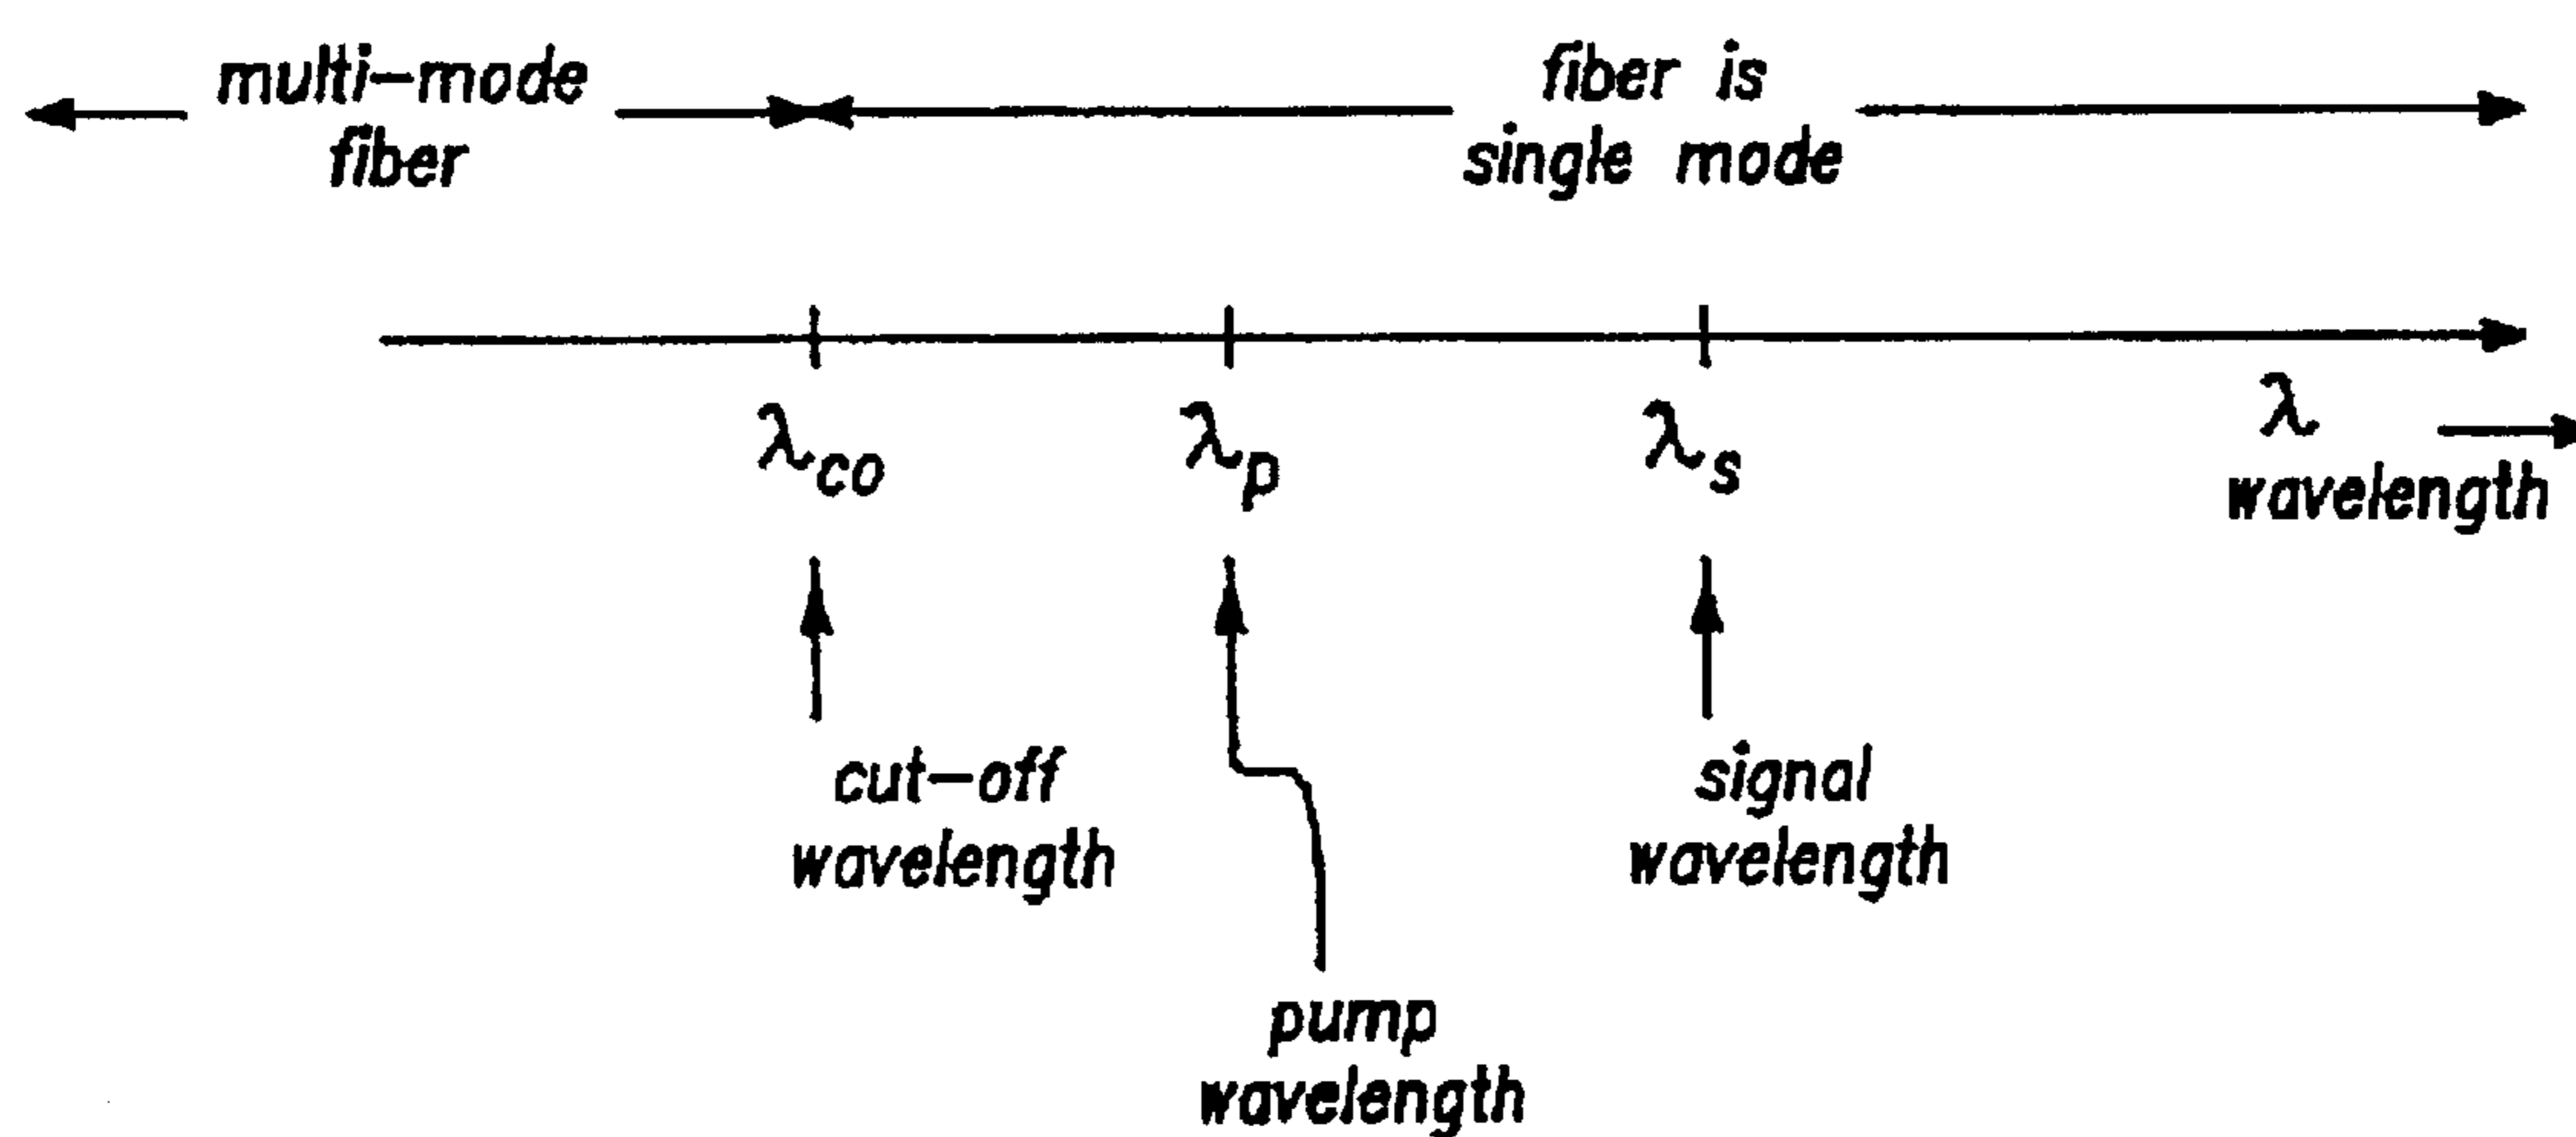 multi-mode
fiber
fiber is
single mode
λco
λp
λs
λ
wavelength
cut-off
wavelength
signal
wavelength
pump
wavelength